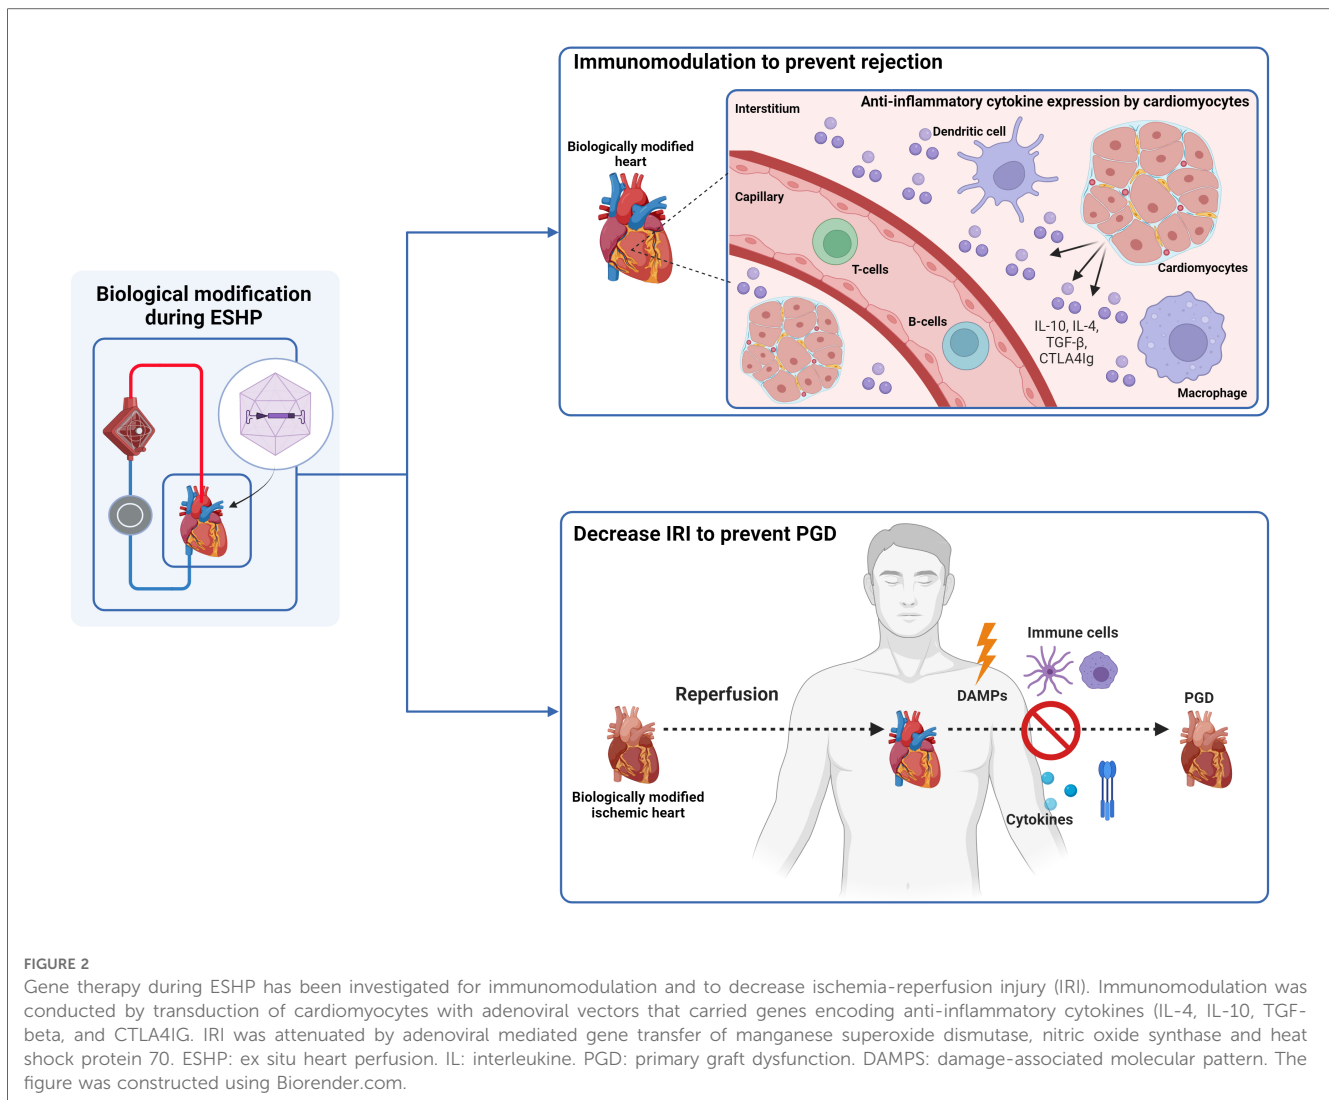 Immunomodulation to prevent rejection
Anti-inflammatory cytokine expression by cardiomyocytes
Interstitium
Dendritic cell
Biologically modified
heart
Capillary
T-cells
Cardiomyocytes
B-cells
IL-10, IL-4,
TGF-β,
CTLA4Ig
Macrophage
Biological modification
during ESHP
Decrease IRI to prevent PGD
Immune cells
Reperfusion
DAMPs
PGD
Biologically modified
ischemic heart
Cytokines
FIGURE 2
Gene therapy during ESHP has been investigated for immunomodulation and to decrease ischemia-reperfusion injury (IRI). Immunomodulation was
conducted by transduction of cardiomyocytes with adenoviral vectors that carried genes encoding anti-inflammatory cytokines (IL-4, IL-10, TGF-
beta, and CTLA4IG. IRI was attenuated by adenoviral mediated gene transfer of manganese superoxide dismutase, nitric oxide synthase and heat
shock protein 70. ESHP: ex situ heart perfusion. IL: interleukine. PGD: primary graft dysfunction. DAMPS: damage-associated molecular pattern. The
figure was constructed using Biorender.com.